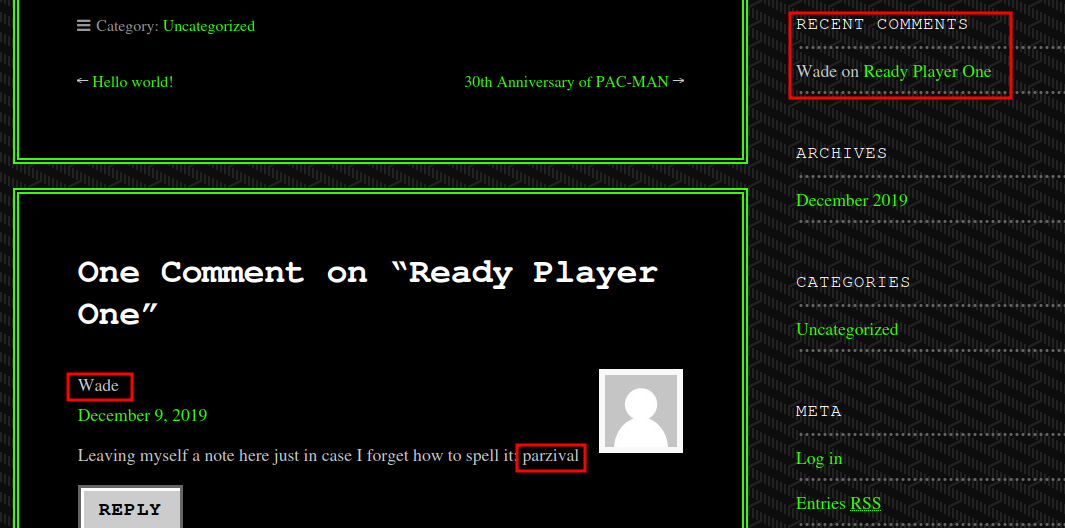 Category: Uncategorized
← Hello world!
30th Anniversary of PAC-MAN →
One Comment on “Ready Player
One”
Wade
December 9, 2019
Leaving myself a note here just in case I forget how to spell it: parzival
REPLY
RECENT COMMENTS
Wade on Ready Player One
ARCHIVES
December 2019
CATEGORIES
Uncategorized
META
Log in
Entries RSS